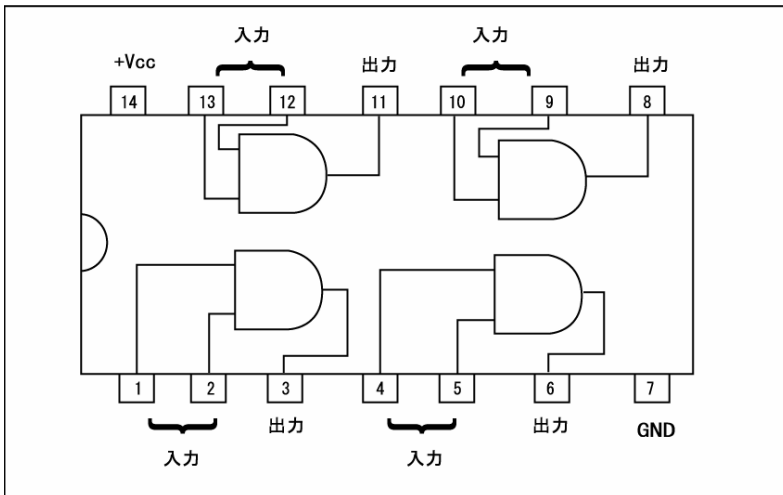 入力 入力
+Vcc 出力 出力
14 13 12 11 10 9 8
1 2 3 4 5 6 7
出力 出力 GND
入力 入力